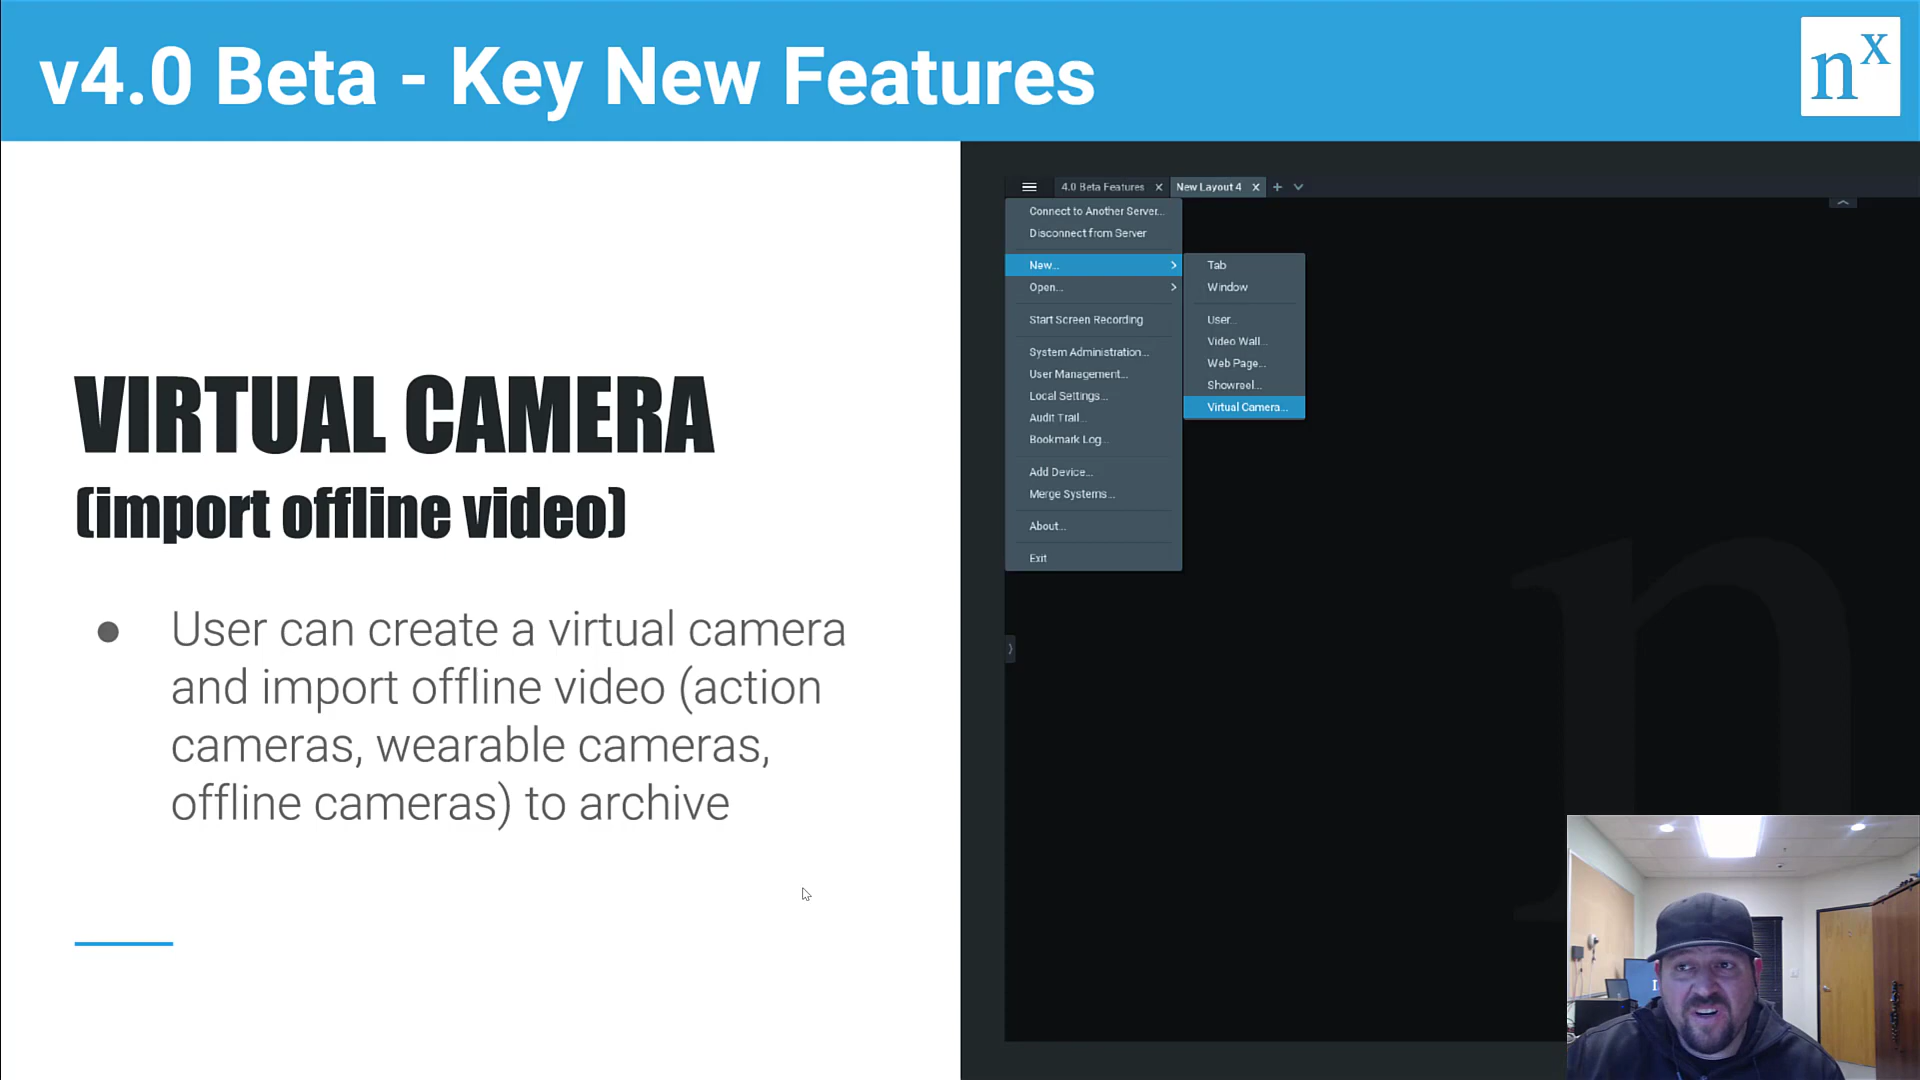 v4.0 Beta - Key New Features
nx
VIRTUAL CAMERA
(import offline video)
● User can create a virtual camera
and import offline video (action
cameras, wearable cameras,
offline cameras) to archive
4.0 Beta Features
New Layout 4
Connect to Another Server...
Disconnect from Server
New...
Open...
Start Screen Recording
System Administration...
User Management...
Local Settings...
Audit Trail...
Bookmark Log...
Add Device...
Merge Systems...
About...
Exit
Tab
Window
User...
Video Wall...
Web Page...
Showreel...
Virtual Camera...
n